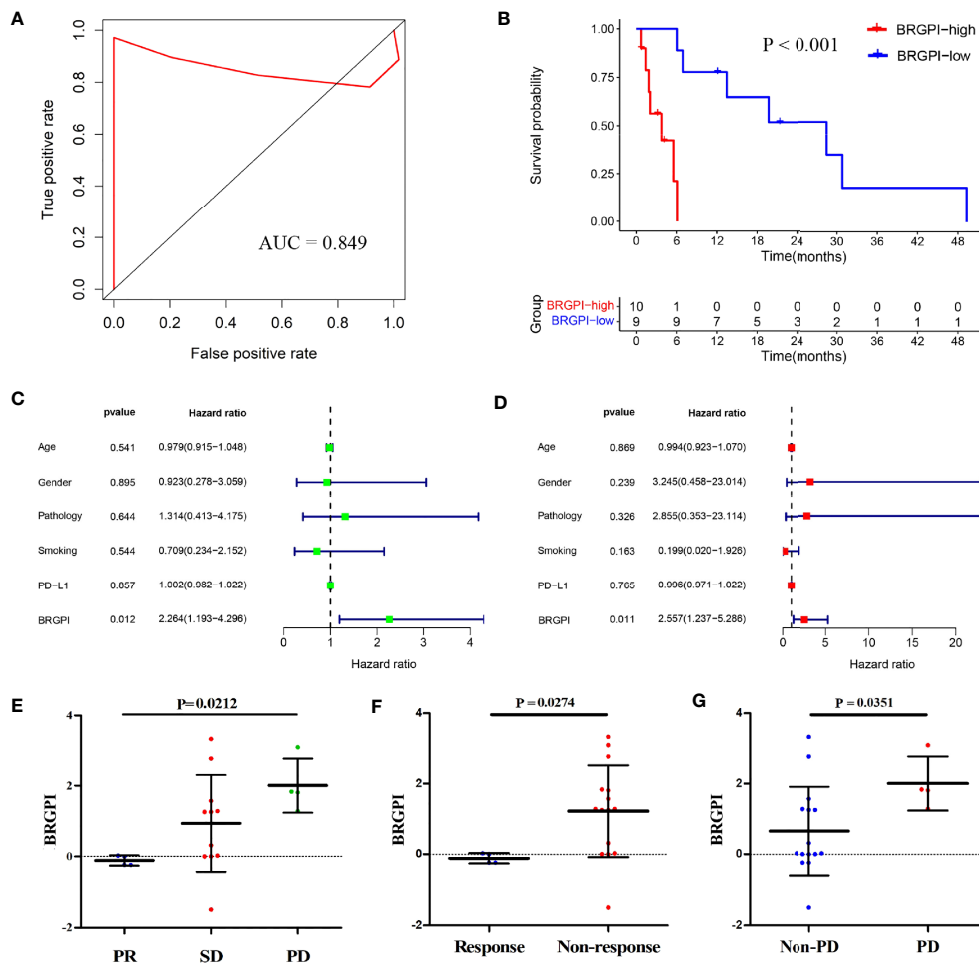 A
True positive rate
0.0 0.2 0.4 0.6 0.8 1.0
AUC = 0.849
0.0 0.2 0.4 0.6 0.8 1.0
False positive rate
B
BRGPI−high
BRGPI−low
P < 0.001
Survival probability
1.00
0.75
0.50
0.25
0.00
0 6 12 18 24 30 36 42 48
Time(months)
Group
BRGPI−high 10 1 0 0 0 0 0 0 0
BRGPI−low 9 9 7 5 3 2 1 1 1
0 6 12 18 24 30 36 42 48
Time(months)
C
pvalue Hazard ratio
Age 0.541 0.979(0.915−1.048)
Gender 0.895 0.923(0.278−3.059)
Pathology 0.644 1.314(0.413−4.175)
Smoking 0.544 0.709(0.234−2.152)
PD−L1
BRGPI 0.012 2.264(1.193−4.296)
0 1 2 3 4
Hazard ratio
D
pvalue Hazard ratio
Age 0.869 0.994(0.923−1.070)
Gender 0.239 3.245(0.458−23.014)
Pathology 0.326 2.855(0.353−23.114)
Smoking 0.163 0.199(0.020−1.926)
PD−L1
BRGPI 0.011 2.557(1.237−5.286)
0 5 10 15 20
Hazard ratio
E
P=0.0212
BRGPI
4
2
0
-2
PR SD PD
F
P = 0.0274
BRGPI
4
2
0
-2
Response Non-response
G
P = 0.0351
BRGPI
4
2
0
-2
Non-PD PD